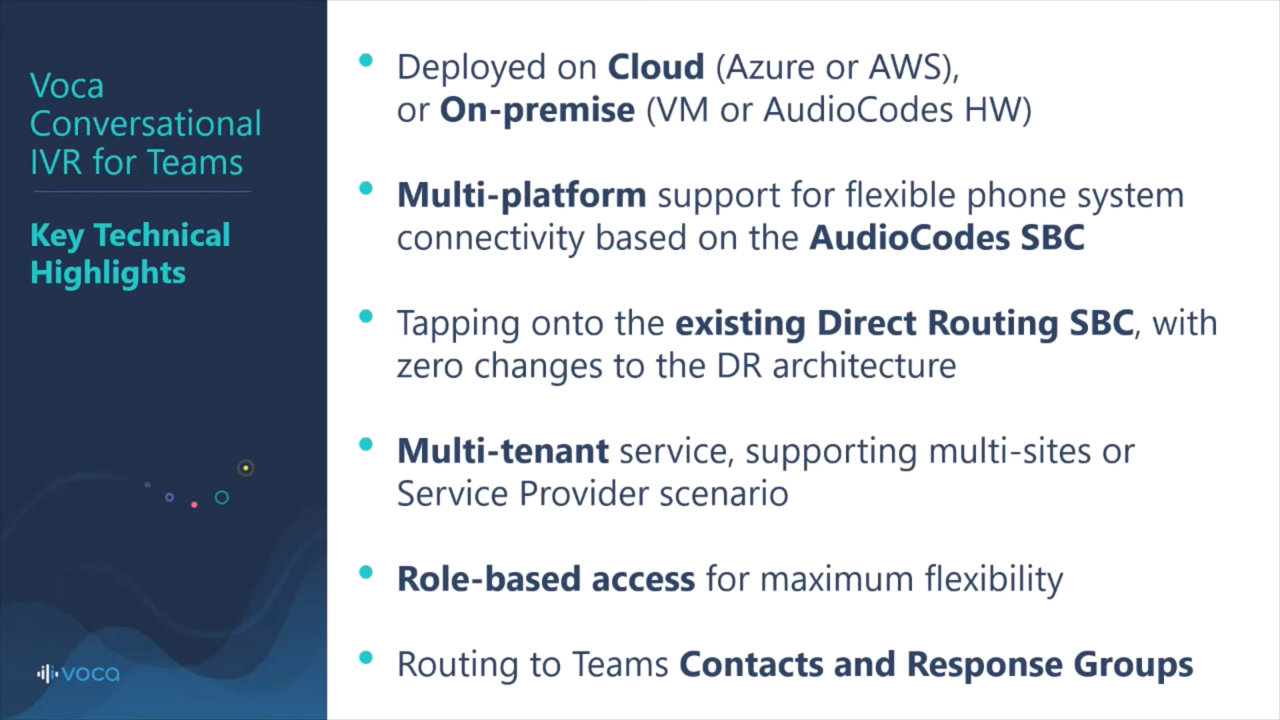 Voca
Conversational
IVR for Teams
Key Technical
Highlights
voca
• Deployed on Cloud (Azure or AWS),
or On-premise (VM or AudioCodes HW)
• Multi-platform support for flexible phone system
connectivity based on the AudioCodes SBC
• Tapping onto the existing Direct Routing SBC, with
zero changes to the DR architecture
• Multi-tenant service, supporting multi-sites or
Service Provider scenario
• Role-based access for maximum flexibility
• Routing to Teams Contacts and Response Groups